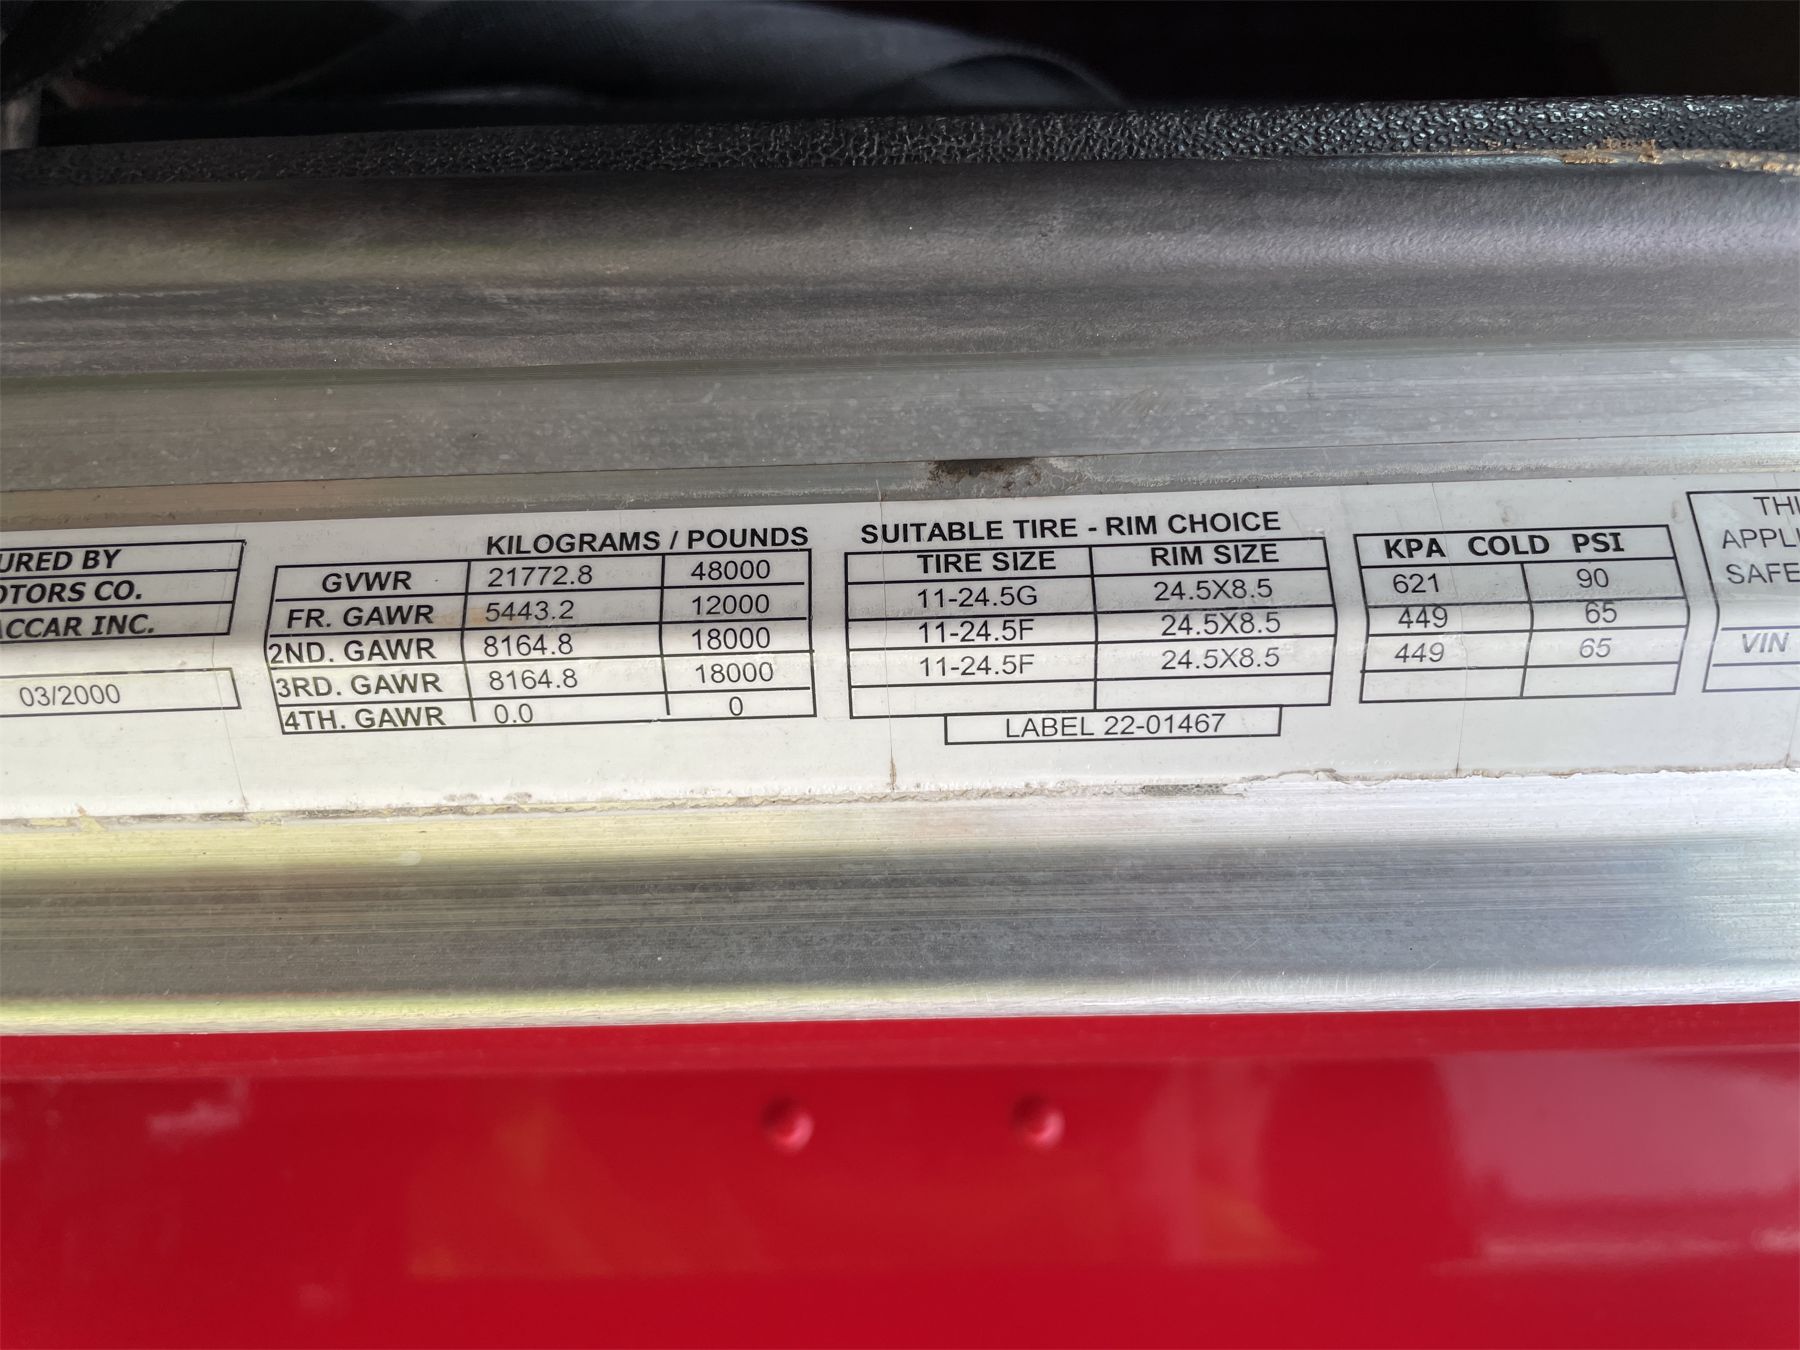 URED BY
OTORS CO.
ACCAR INC.
03/2000
KILOGRAMS / POUNDS
GVWR 21772.8 48000
FR. GAWR 5443.2 12000
2ND. GAWR 8164.8 18000
3RD. GAWR 8164.8 18000
4TH. GAWR 0.0 0
SUITABLE TIRE - RIM CHOICE
TIRE SIZE RIM SIZE
11-24.5G 24.5X8.5
11-24.5F 24.5X8.5
11-24.5F 24.5X8.5
LABEL 22-01467
KPA COLD PSI
621 90
449 65
449 65
THI
APPLI
SAFE
VIN